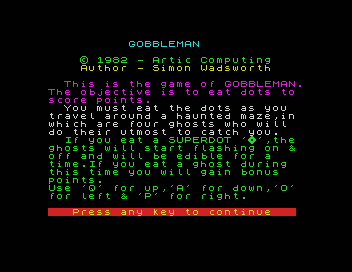 GOBBLEMAN
© 1982 - Artic Computing
Author - Simon Wadsworth
This is the game of GOBBLEMAN.
The objective is to eat dots to
score points.
You must eat the dots as you
travel around a haunted maze,in
which are four ghosts who will
do their utmost to catch you.
If you eat a SUPERDOT '◆',the
ghosts will start flashing on &
off and will be edible for a
time.If you eat a ghost during
this time you will gain bonus
points.
Use 'Q' for up,'A' for down,'O'
for left & 'P' for right.
Press any key to continue